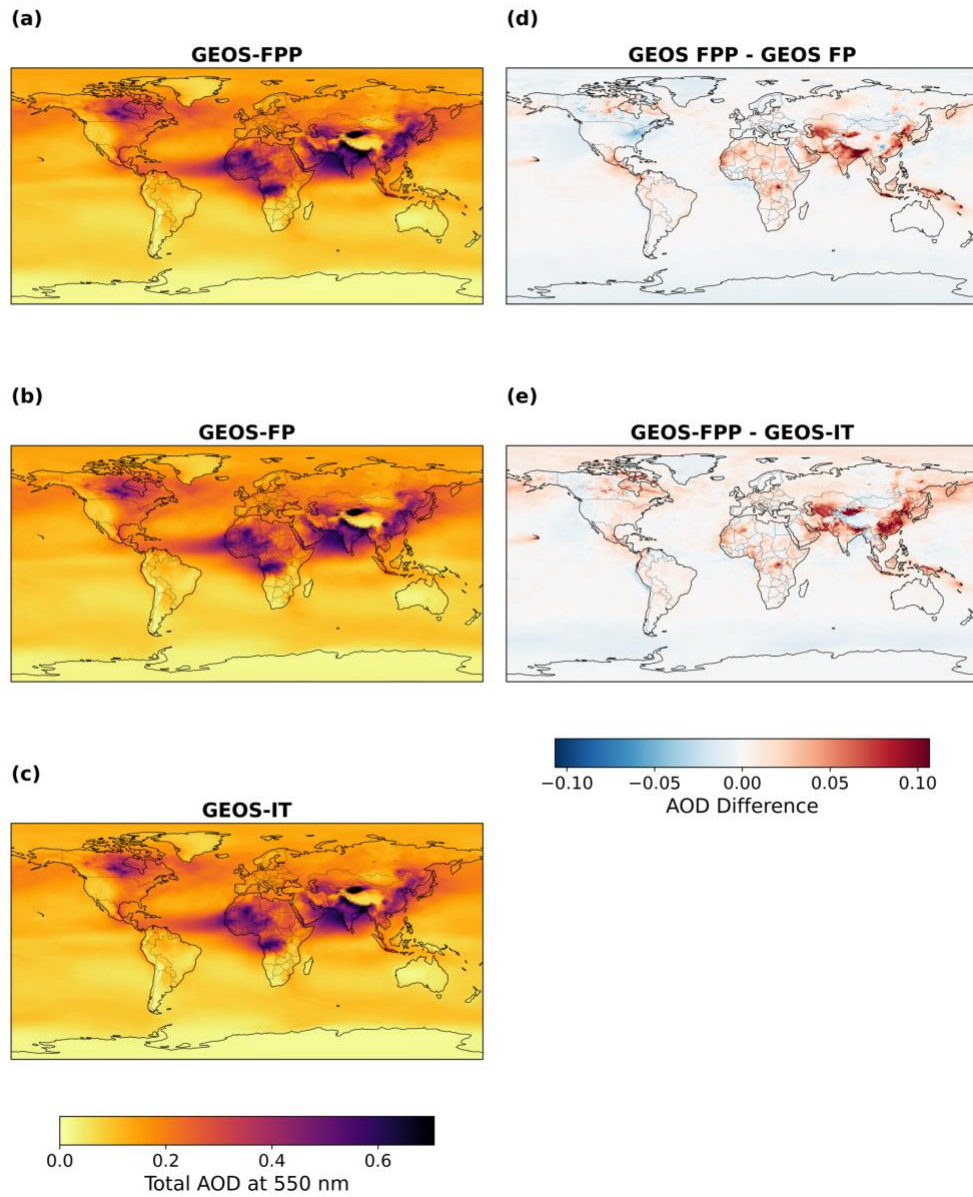 (a)
GEOS-FPP
(d)
GEOS FPP - GEOS FP
(b)
GEOS-FP
(e)
GEOS-FPP - GEOS-IT
−0.10 −0.05 0.00 0.05 0.10
AOD Difference
(c)
GEOS-IT
0.0 0.2 0.4 0.6
Total AOD at 550 nm